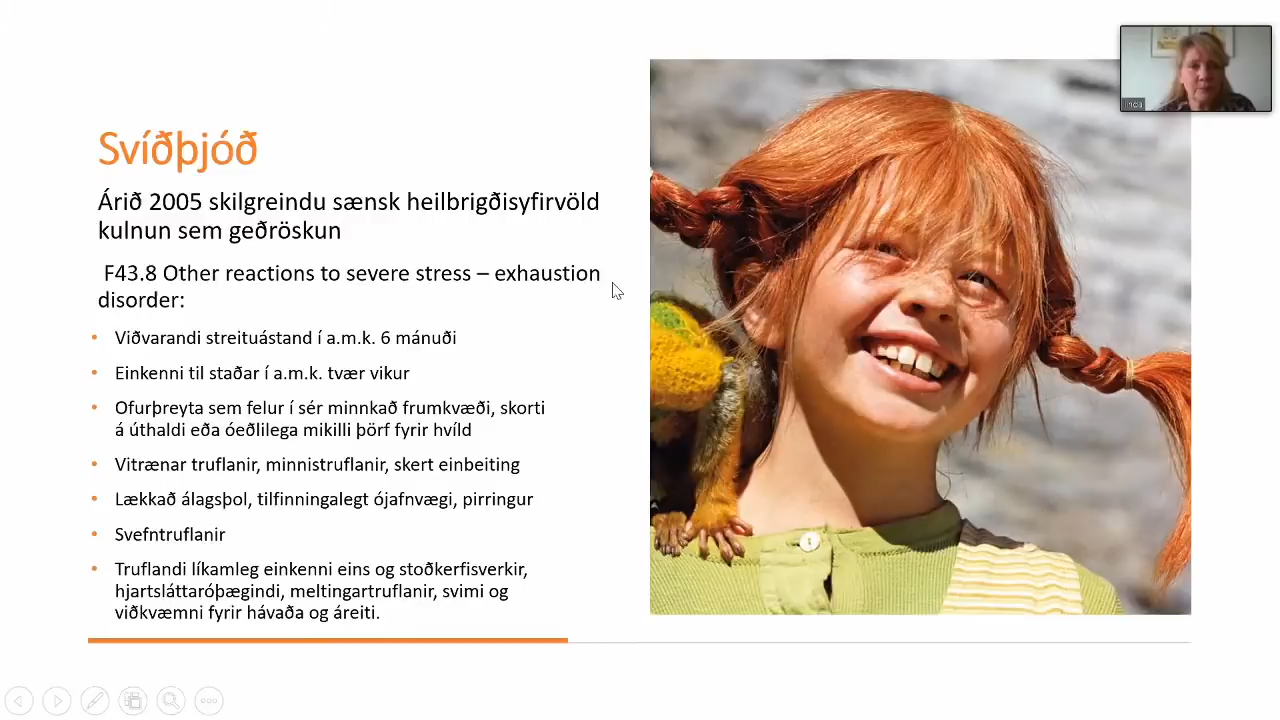 Svíðþjóð
Árið 2005 skilgreindu sænsk heilbrigðisyfirvöld
kulnun sem geðröskun
F43.8 Other reactions to severe stress – exhaustion
disorder:
• Viðvarandi streituástand í a.m.k. 6 mánuði
• Einkenni til staðar í a.m.k. tvær vikur
• Ofurþreyta sem felur í sér minnkað frumkvæði, skorti
á úthaldi eða óeðlilega mikilli þörf fyrir hvíld
• Vitrænar truflanir, minnistruflanir, skert einbeiting
• Lækkað álagsþol, tilfinningalegt ójafnvægi, pirringur
• Svefntruflanir
• Truflandi líkamleg einkenni eins og stoðkerfisverkir,
hjartsláttaróþægindi, meltingartruflanir, svimi og
viðkvæmni fyrir hávaða og áreiti.